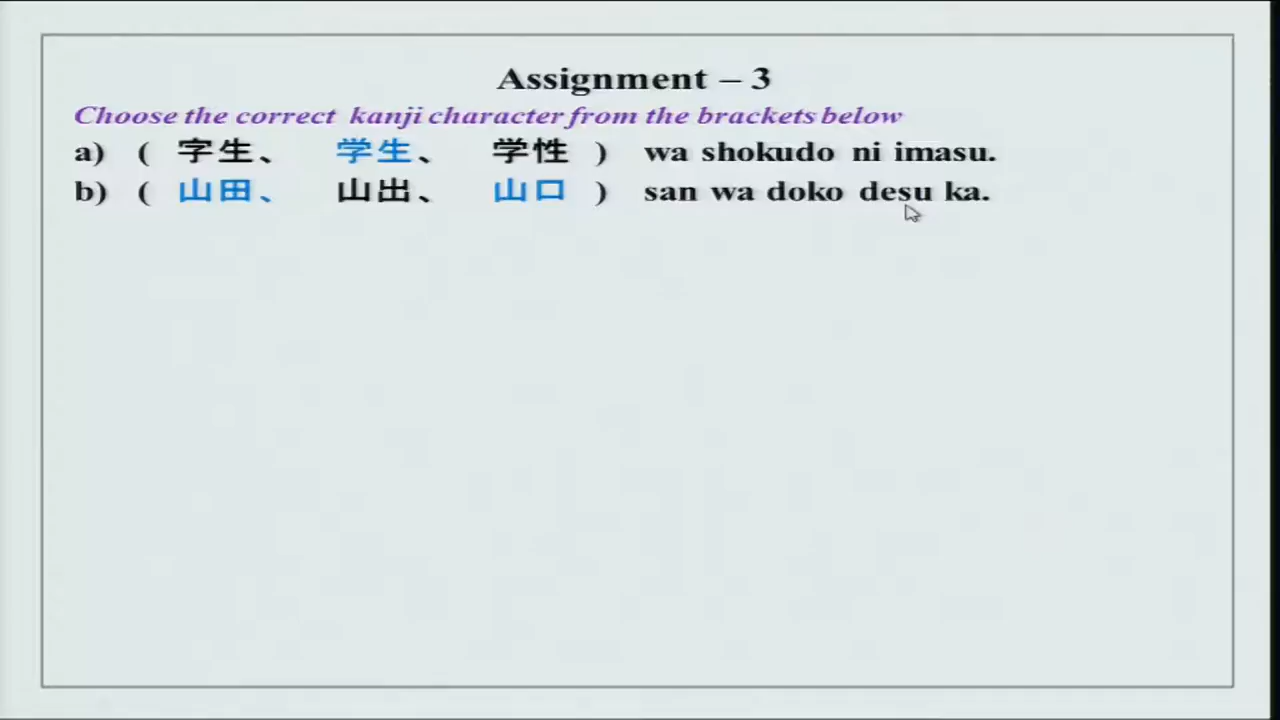 Assignment – 3
Choose the correct kanji character from the brackets below
a) ( 字生、 学生、 学性 ) wa shokudo ni imasu.
b) ( 山田、 山出、 山口 ) san wa doko desu ka.